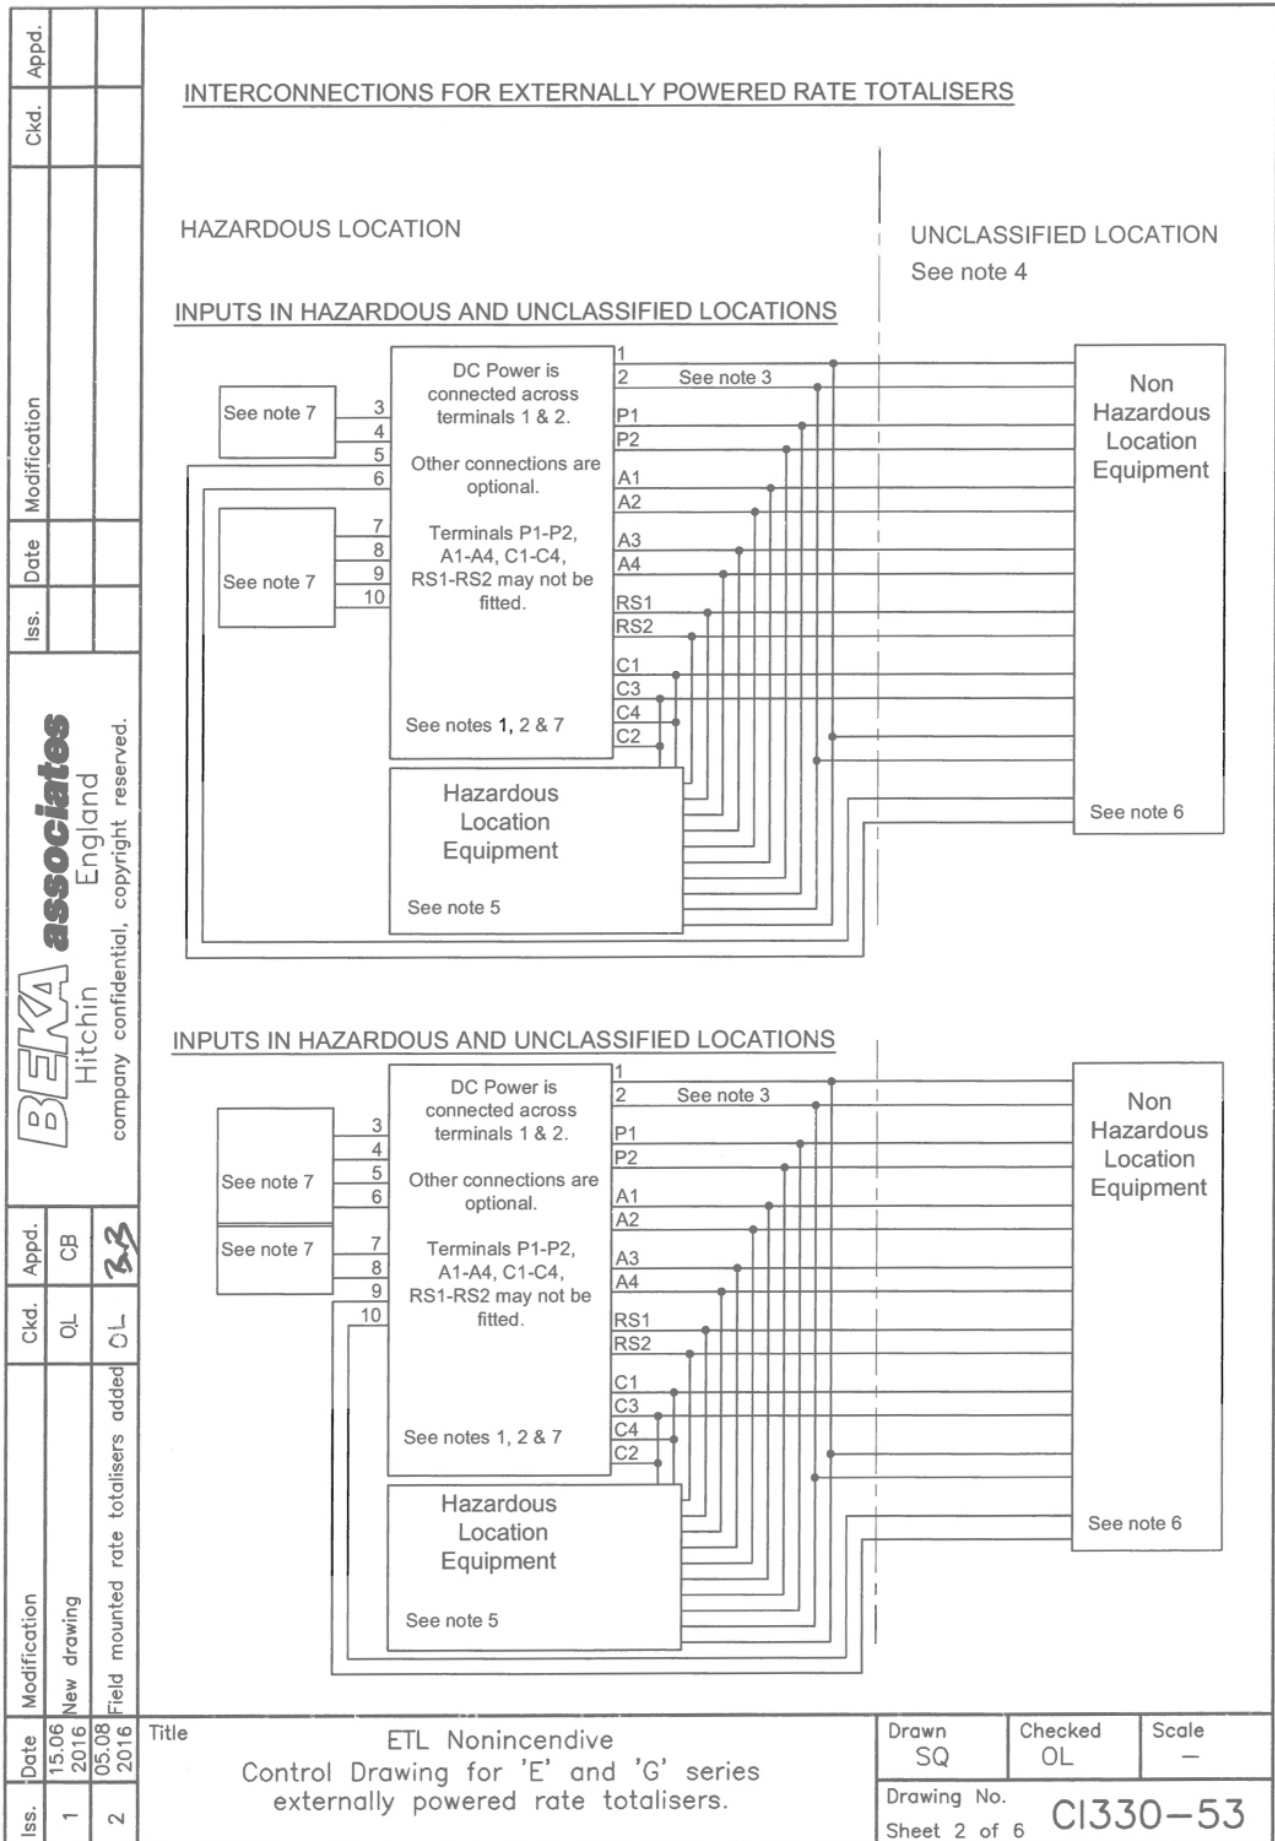 INTERCONNECTIONS FOR EXTERNALLY POWERED RATE TOTALISERS
HAZARDOUS LOCATION
UNCLASSIFIED LOCATION
See note 4
INPUTS IN HAZARDOUS AND UNCLASSIFIED LOCATIONS
See note 7
3
4
5
6
See note 7
7
8
9
10
DC Power is
connected across
terminals 1 & 2.
Other connections are
optional.
Terminals P1-P2,
A1-A4, C1-C4,
RS1-RS2 may not be
fitted.
See notes 1, 2 & 7
1
2
See note 3
P1
P2
A1
A2
A3
A4
RS1
RS2
C1
C3
C4
C2
Non
Hazardous
Location
Equipment
See note 6
Hazardous
Location
Equipment
See note 5
INPUTS IN HAZARDOUS AND UNCLASSIFIED LOCATIONS
See note 7
3
4
5
6
See note 7
7
8
9
10
DC Power is
connected across
terminals 1 & 2.
Other connections are
optional.
Terminals P1-P2,
A1-A4, C1-C4,
RS1-RS2 may not be
fitted.
See notes 1, 2 & 7
1
2
See note 3
P1
P2
A1
A2
A3
A4
RS1
RS2
C1
C3
C4
C2
Non
Hazardous
Location
Equipment
See note 6
Hazardous
Location
Equipment
See note 5
Iss. Date Modification Ckd. Appd.
BEKA associates
Hitchin England
company confidential, copyright reserved.
Iss. Date Modification Ckd. Appd.
1 15.06 2016 New drawing OL CB
2 05.08 2016 Field mounted rate totalisers added OL
Title
ETL Nonincendive
Control Drawing for 'E' and 'G' series
externally powered rate totalisers.
Drawn
SQ
Checked
OL
Scale
–
Drawing No.
Sheet 2 of 6
CI330–53